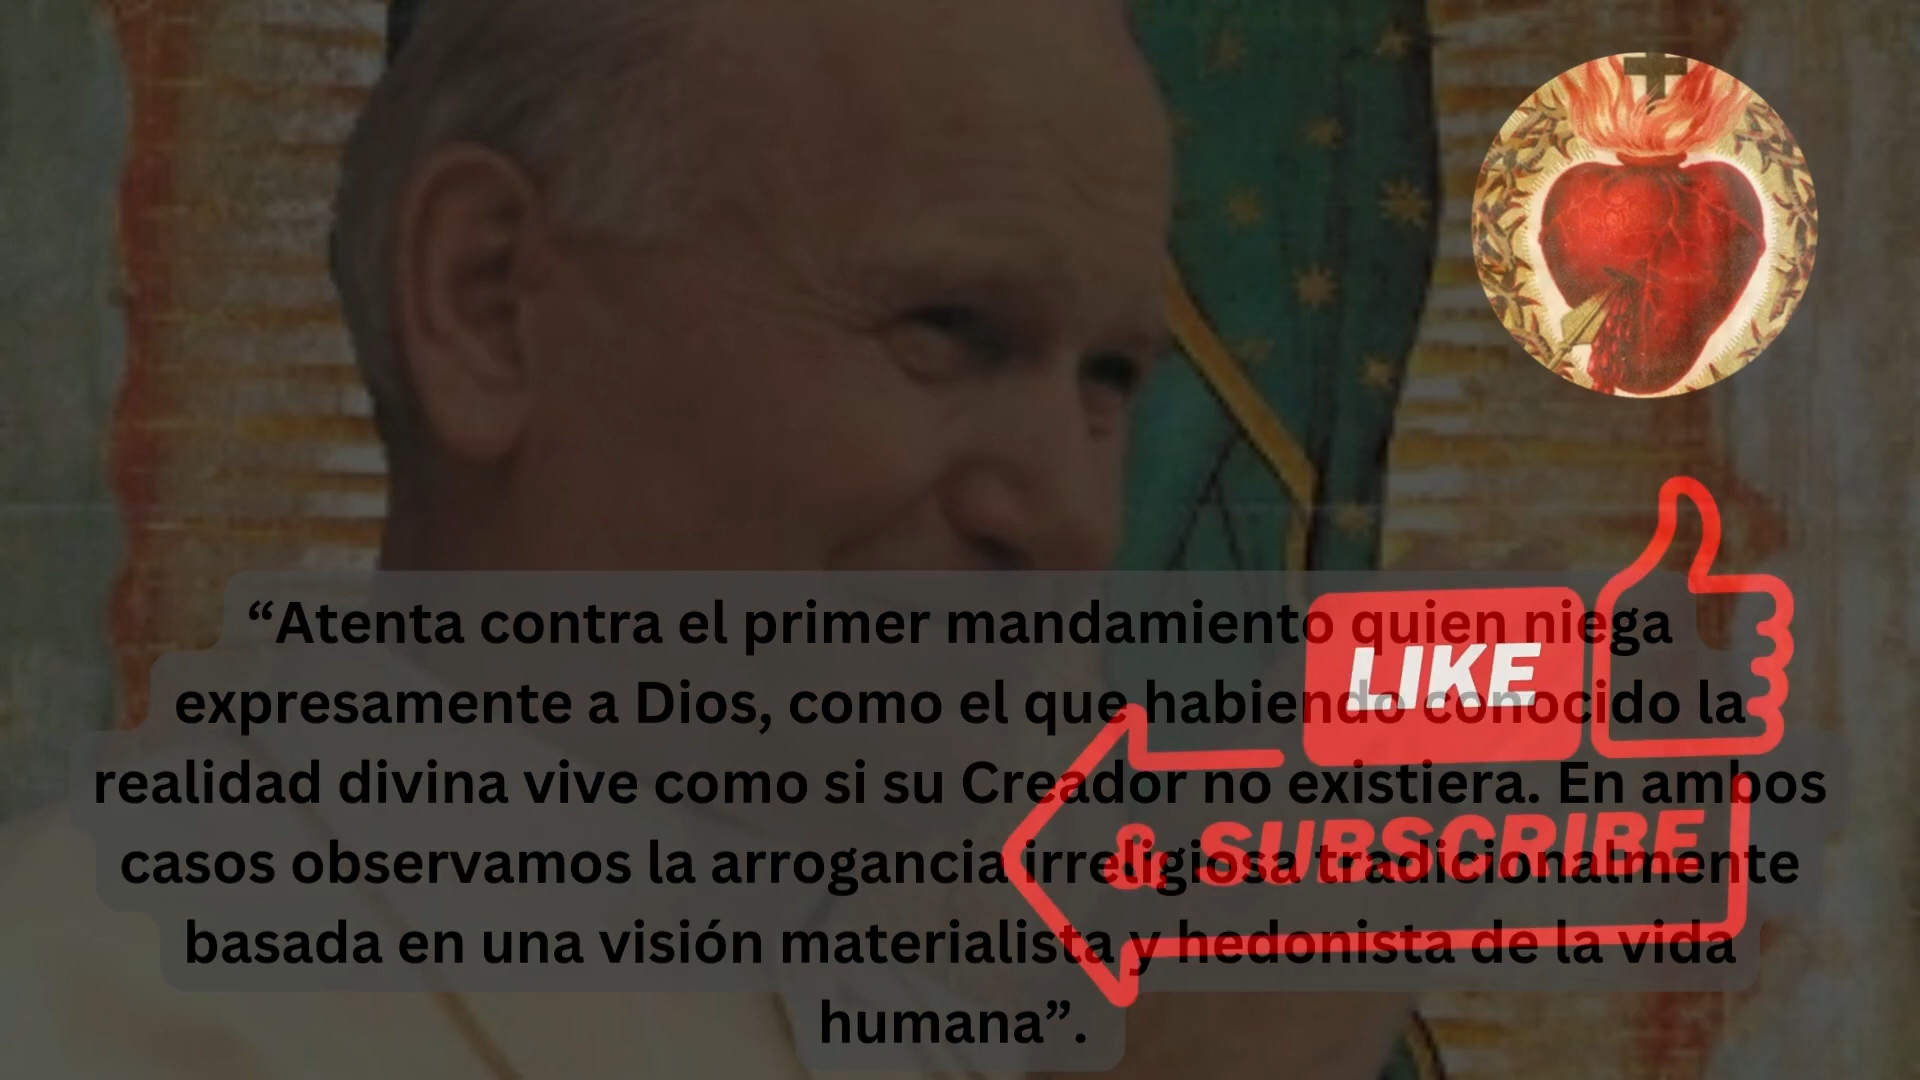 “Atenta contra el primer mandamiento quien niega
expresamente a Dios, como el que habiendo conocido la
realidad divina vive como si su Creador no existiera. En ambos
casos observamos la arrogancia irreligiosa tradicionalmente
basada en una visión materialista y hedonista de la vida
humana”.
LIKE
& SUBSCRIBE